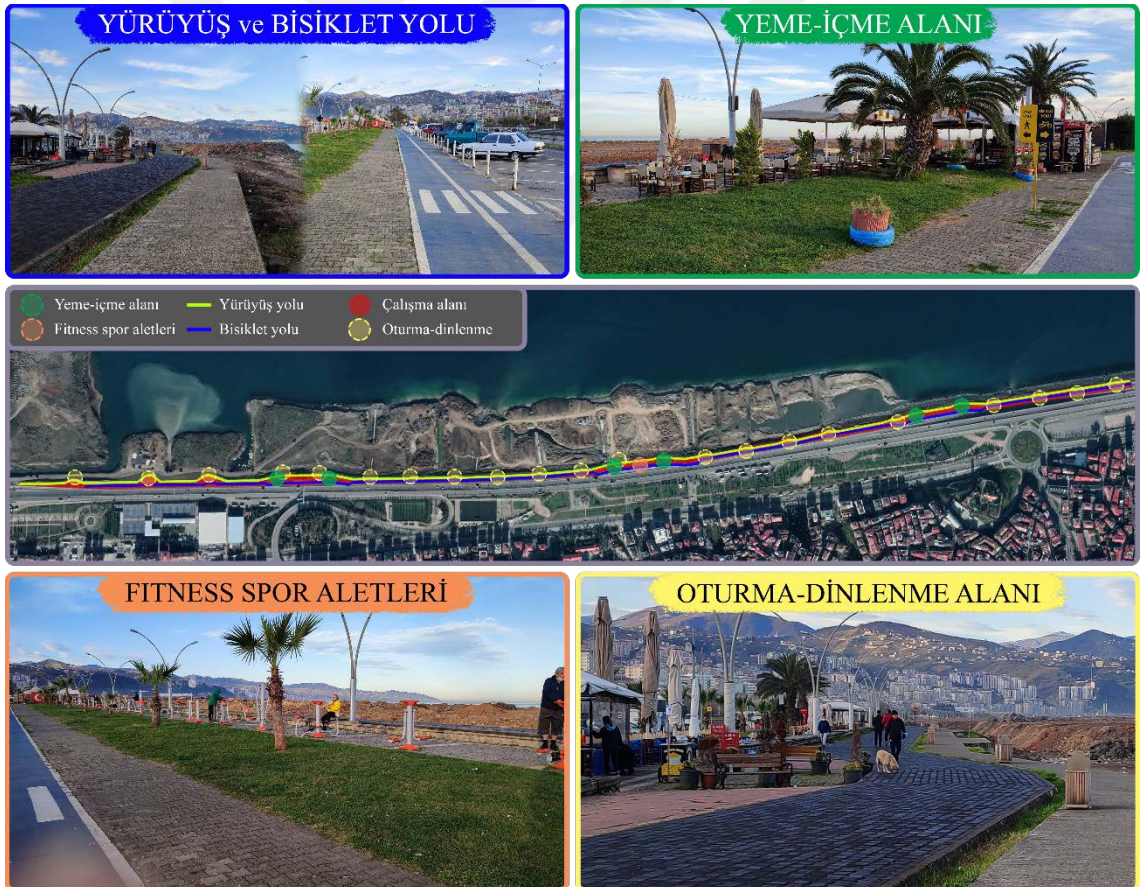 YÜRÜYÜŞ ve BİSİKLET YOLU
YEME-İÇME ALANI
Yeme-içme alanı
Yürüyüş yolu
Çalışma alanı
Fitness spor aletleri
Bisiklet yolu
Oturma-dinlenme
FITNESS SPOR ALETLERİ
OTURMA-DİNLENME ALANI